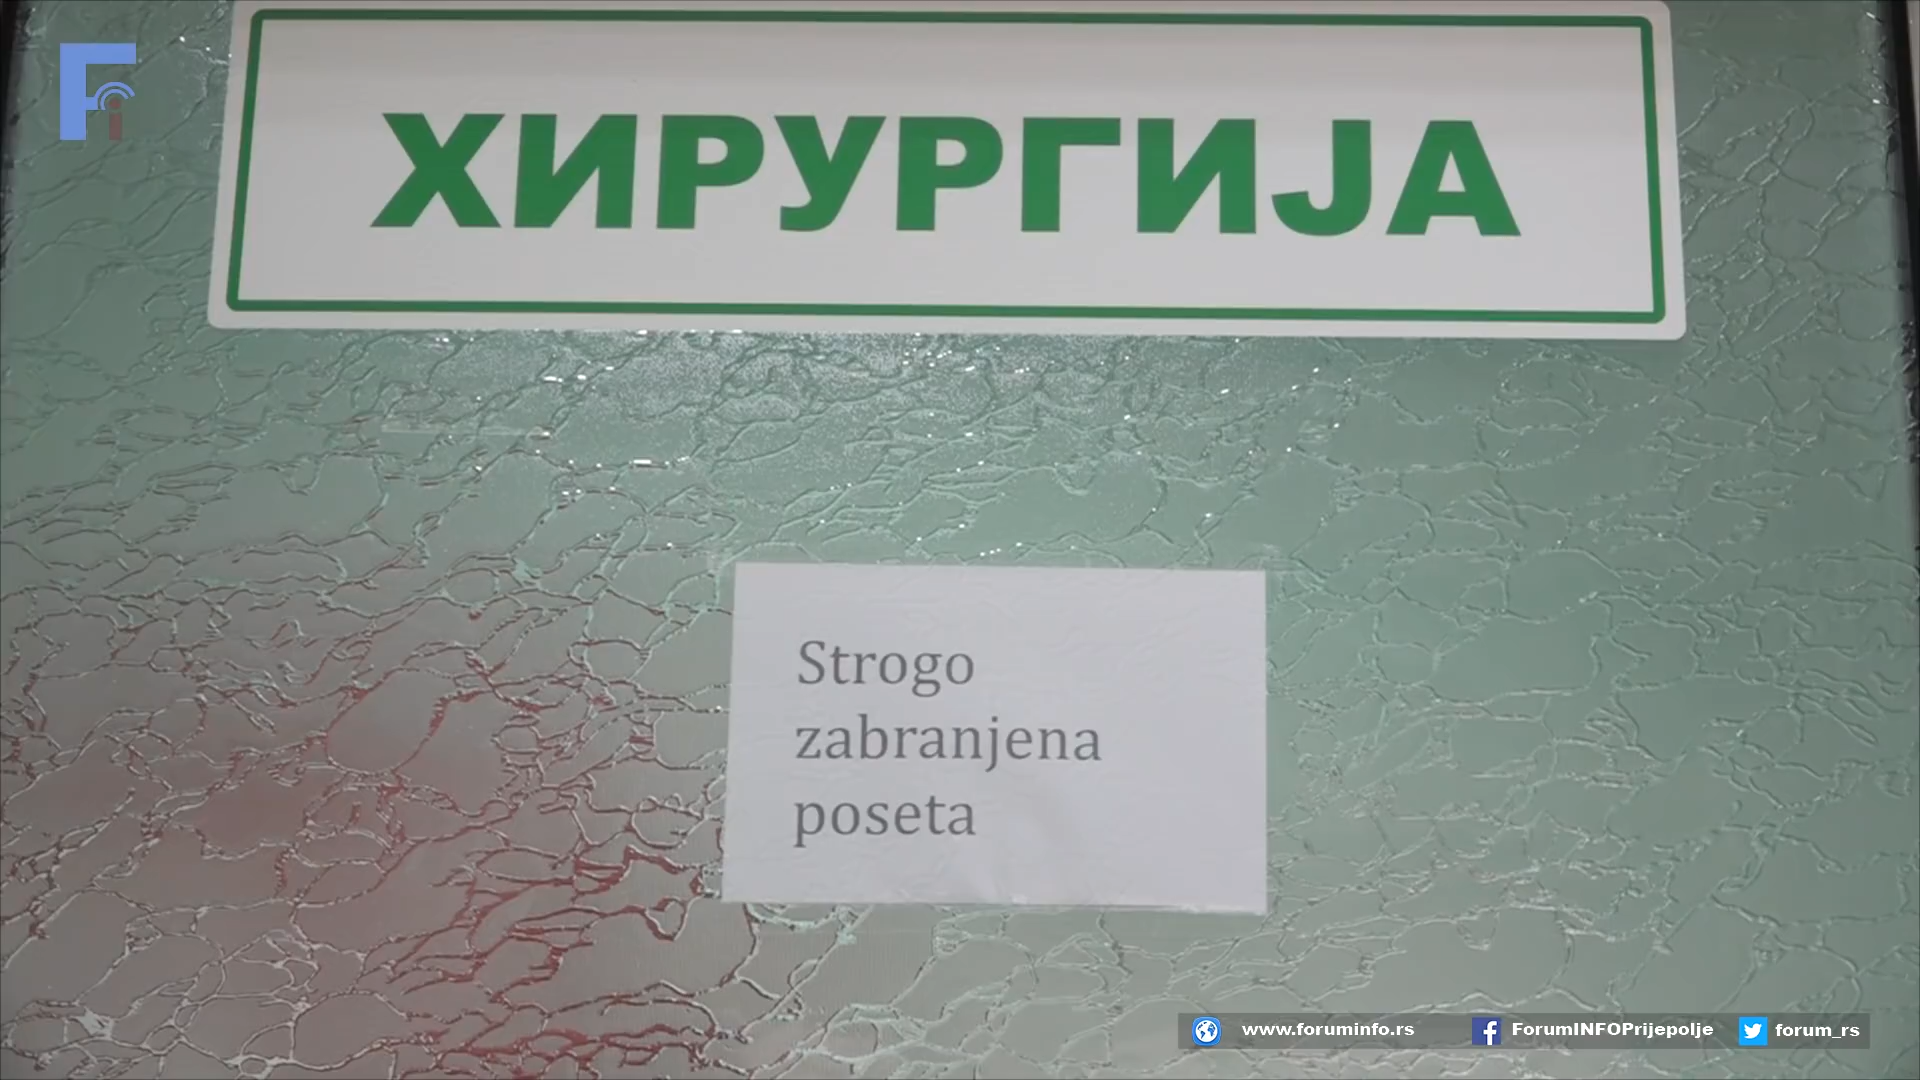 ХИРУРГИЈА
Strogo
zabranjena
poseta
www.foruminfo.rs ForumINFOPrijepolje forum_rs